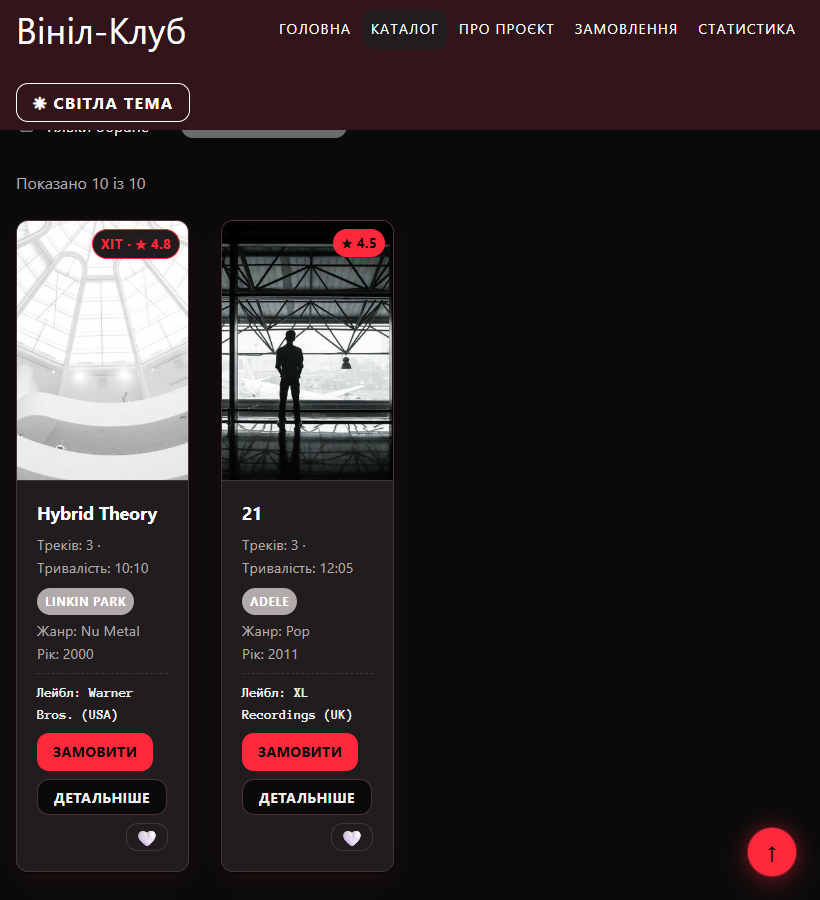 Вініл-Клуб
ГОЛОВНА КАТАЛОГ ПРО ПРОЄКТ ЗАМОВЛЕННЯ СТАТИСТИКА
☀ СВІТЛА ТЕМА
Показано 10 із 10
ХІТ · ★ 4.8
★ 4.5
Hybrid Theory
Треків: 3 ·
Тривалість: 10:10
LINKIN PARK
Жанр: Nu Metal
Рік: 2000
Лейбл: Warner
Bros. (USA)
ЗАМОВИТИ
ДЕТАЛЬНІШЕ
21
Треків: 3 ·
Тривалість: 12:05
ADELE
Жанр: Pop
Рік: 2011
Лейбл: XL
Recordings (UK)
ЗАМОВИТИ
ДЕТАЛЬНІШЕ
↑